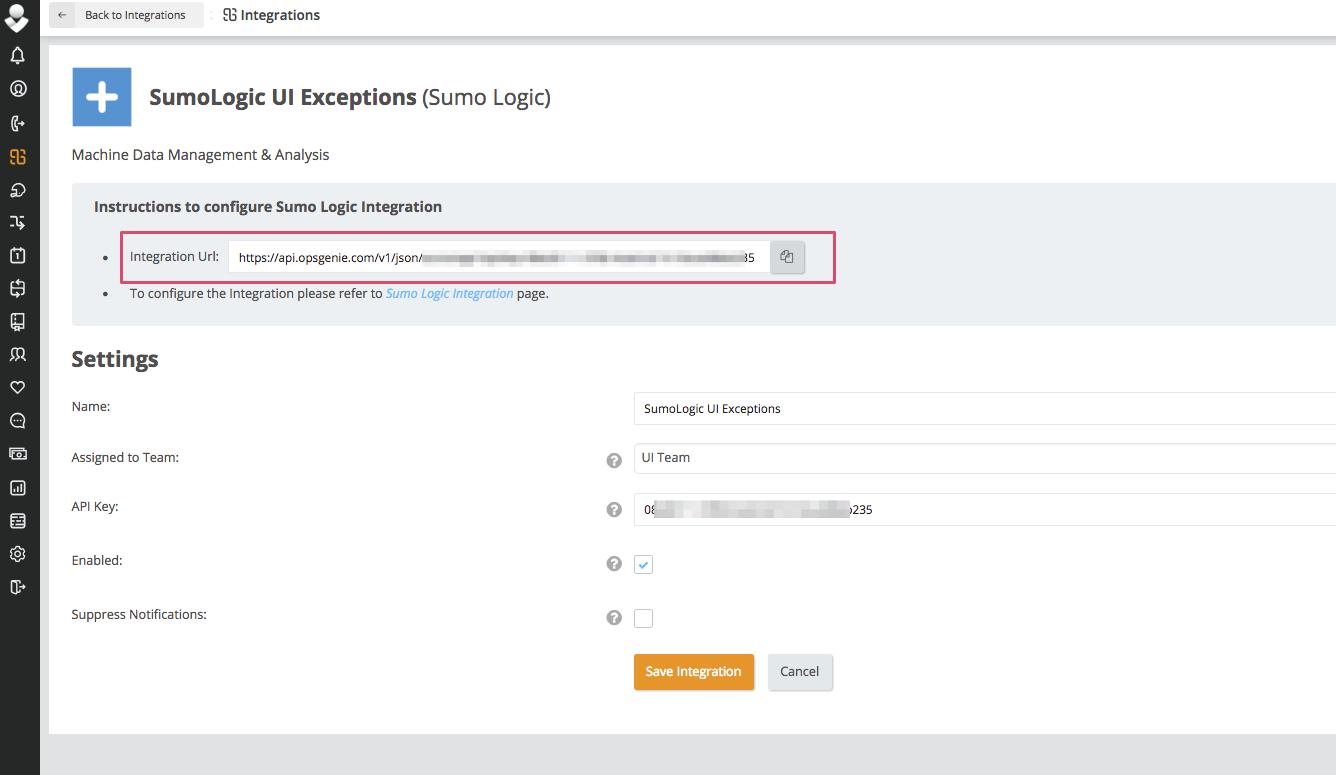 Back to Integrations
Integrations
SumoLogic UI Exceptions (Sumo Logic)
Machine Data Management & Analysis
Instructions to configure Sumo Logic Integration
Integration Url: https://api.opsgenie.com/v1/json/ 35
To configure the Integration please refer to Sumo Logic Integration page.
Settings
Name: SumoLogic UI Exceptions
Assigned to Team: UI Team
API Key: 08 235
Enabled:
Suppress Notifications:
Save Integration
Cancel